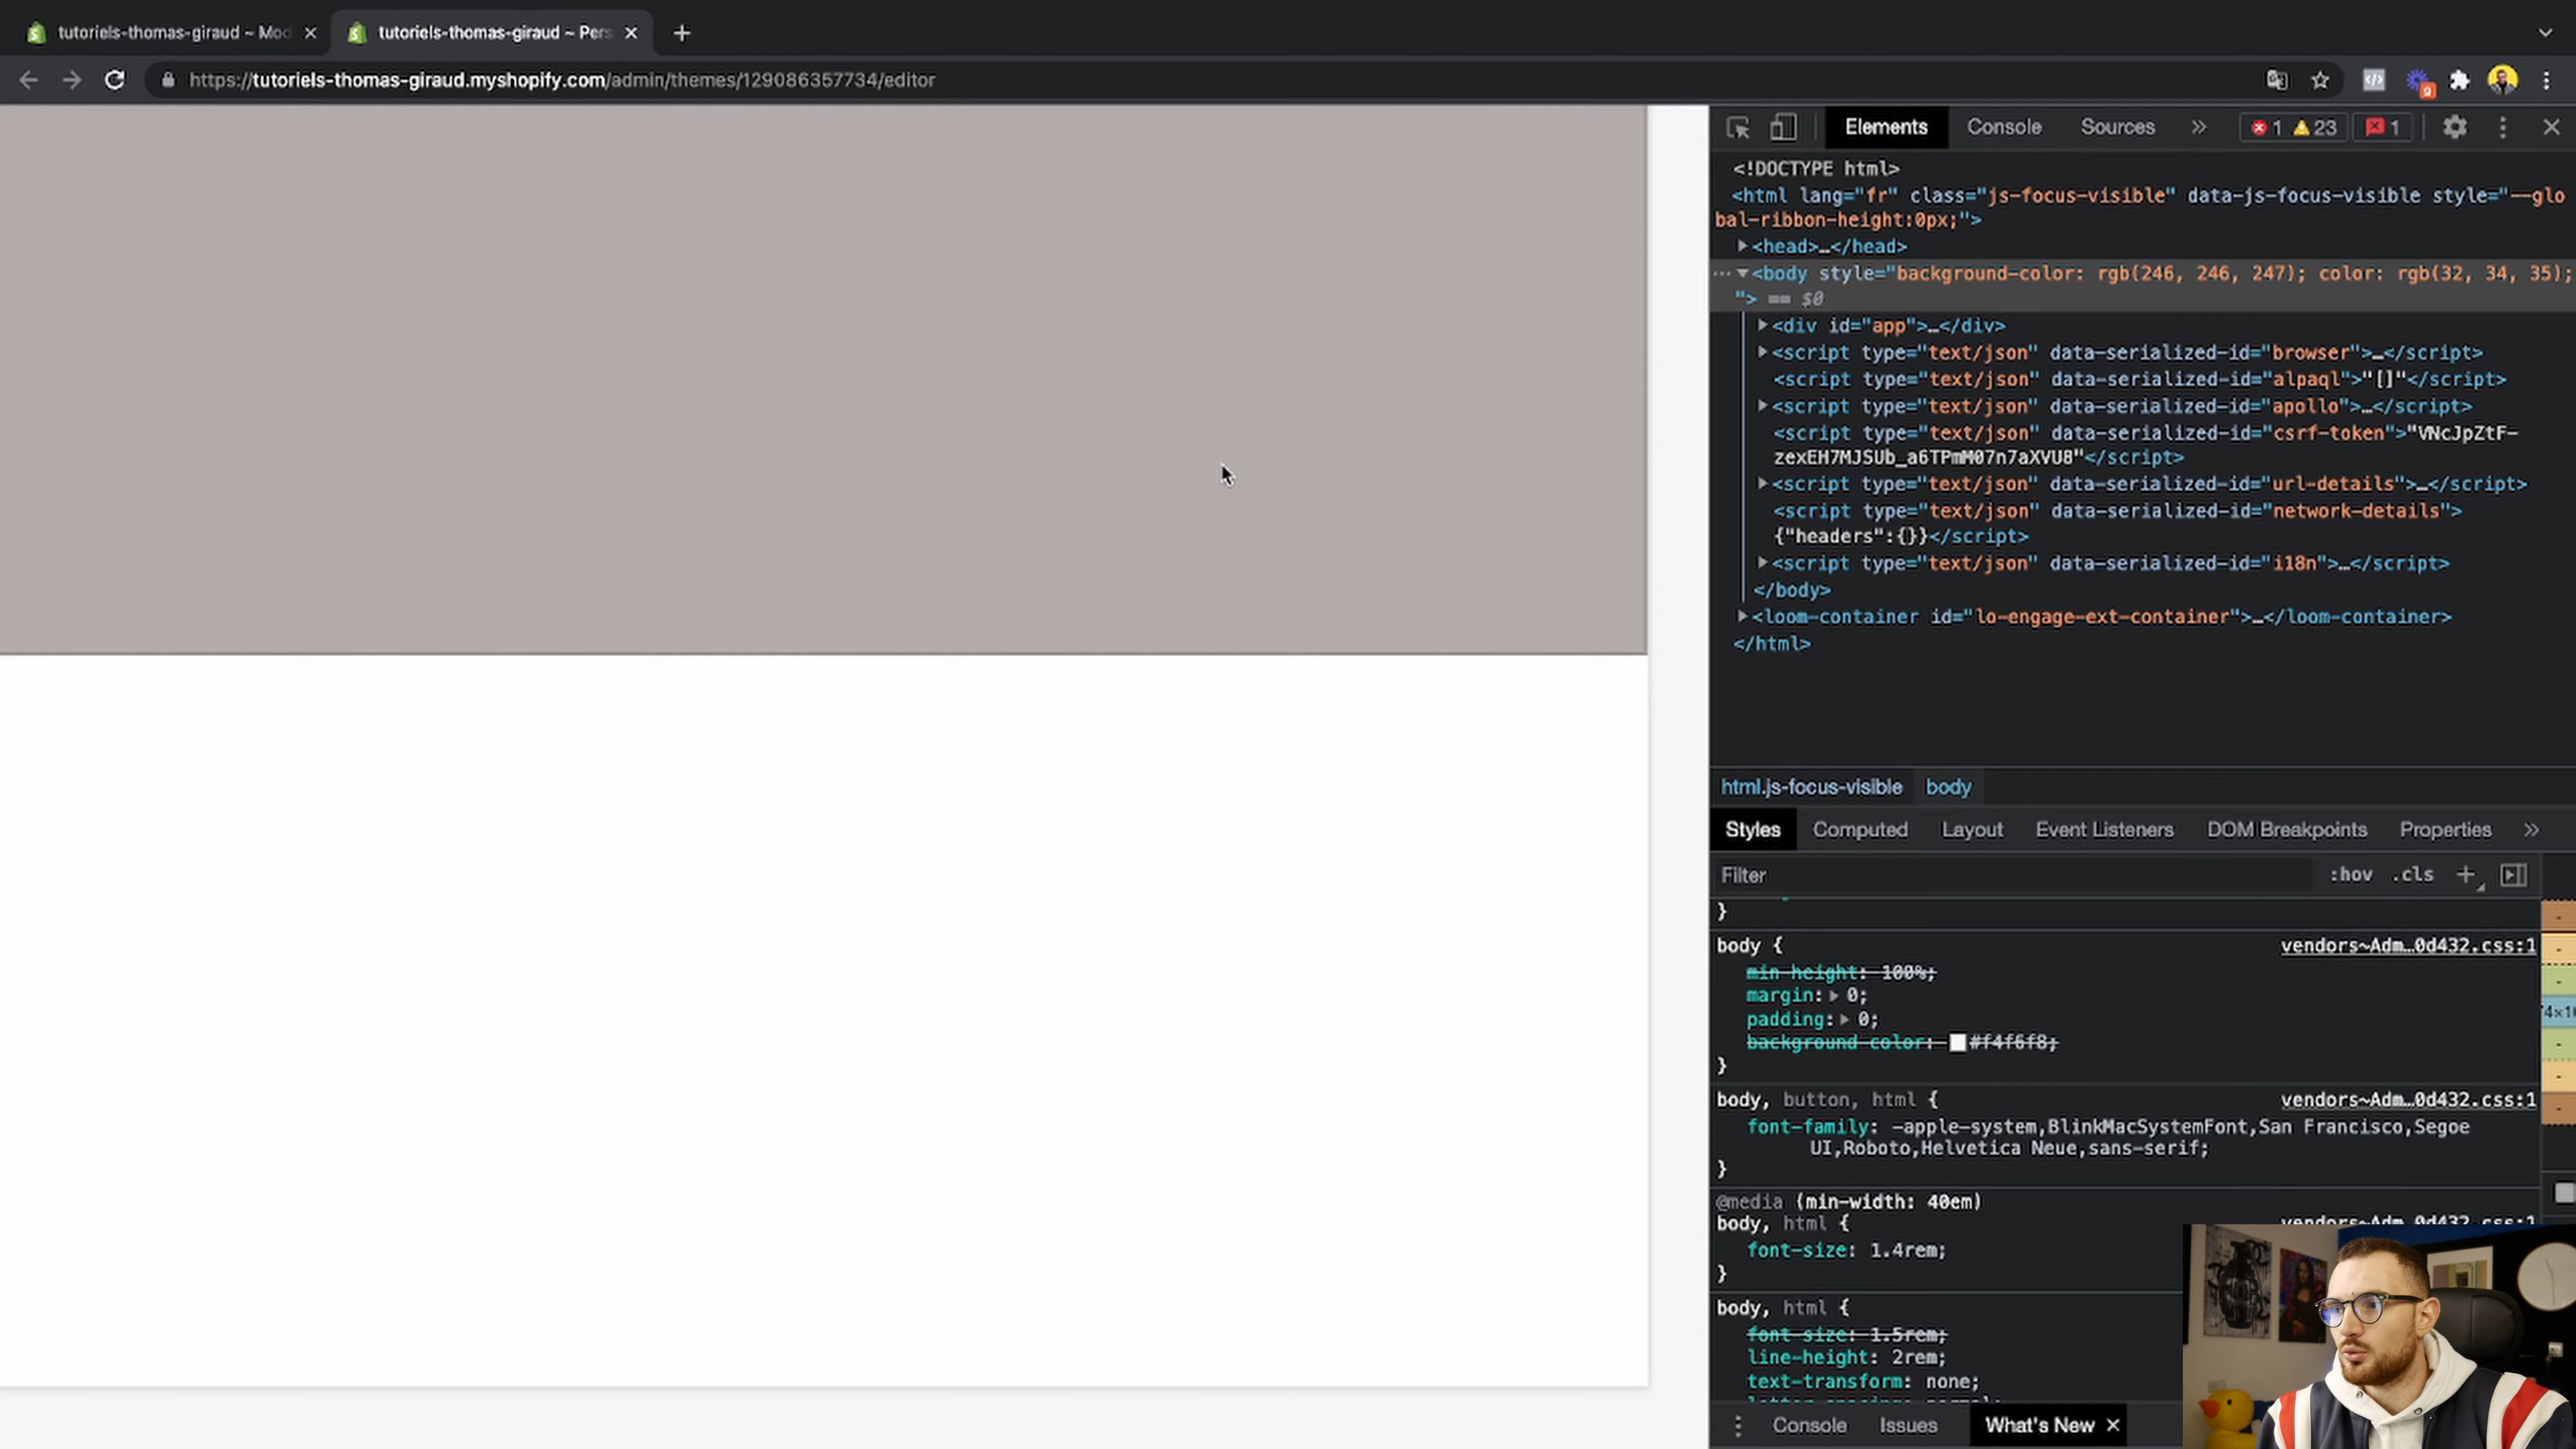 tutoriels-thomas-giraud ~ Mod
tutoriels-thomas-giraud ~ Pers
https://tutoriels-thomas-giraud.myshopify.com/admin/themes/129086357734/editor
9
Elements Console Sources » 1 23 1
<!DOCTYPE html>
<html lang="fr" class="js-focus-visible" data-js-focus-visible style="--glo
bal-ribbon-height:0px;">
<head>…</head>
… <body style="background-color: rgb(246, 246, 247); color: rgb(32, 34, 35);
"> == $0
<div id="app">…</div>
<script type="text/json" data-serialized-id="browser">…</script>
<script type="text/json" data-serialized-id="alpaql">"[]"</script>
<script type="text/json" data-serialized-id="apollo">…</script>
<script type="text/json" data-serialized-id="csrf-token">"VNcJpZtF-
zexEH7MJSUb_a6TPmM07n7aXVU8"</script>
<script type="text/json" data-serialized-id="url-details">…</script>
<script type="text/json" data-serialized-id="network-details">
{"headers":{}}</script>
<script type="text/json" data-serialized-id="i18n">…</script>
</body>
<loom-container id="lo-engage-ext-container">…</loom-container>
</html>
html.js-focus-visible body
Styles Computed Layout Event Listeners DOM Breakpoints Properties »
Filter :hov .cls +
}
body { vendors~Adm…0d432.css:1
min-height: 100%;
margin: 0;
padding: 0;
background-color: #f4f6f8;
}
body, button, html { vendors~Adm…0d432.css:1
font-family: -apple-system,BlinkMacSystemFont,San Francisco,Segoe
UI,Roboto,Helvetica Neue,sans-serif;
}
@media (min-width: 40em)
body, html { vendors~Adm…0d432.css:1
font-size: 1.4rem;
}
body, html {
font-size: 1.5rem;
line-height: 2rem;
text-transform: none;
Console Issues What's New